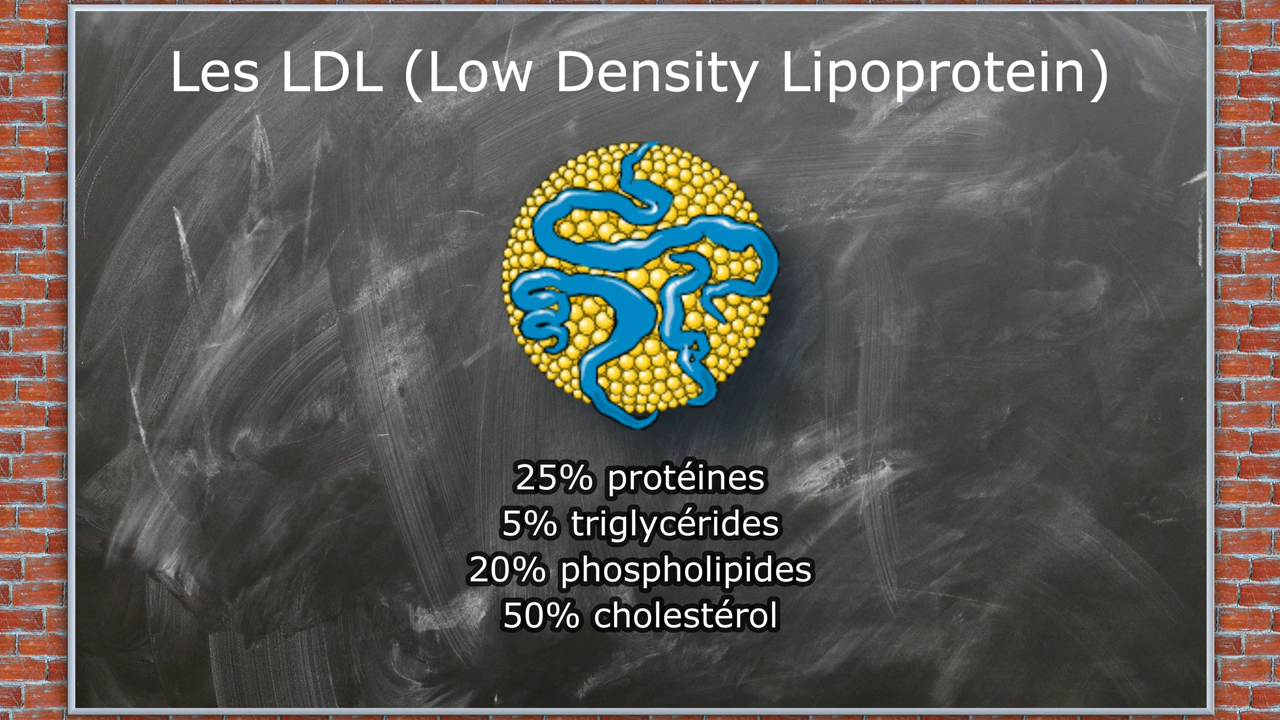 Les LDL (Low Density Lipoprotein)
25% protéines
5% triglycérides
20% phospholipides
50% cholestérol